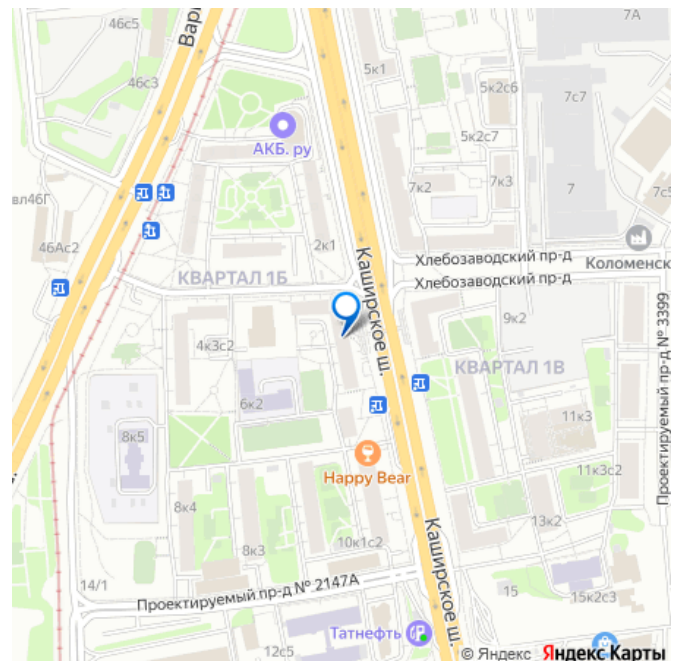 46с5
Вар
7А
46с3
5к1
5к2с6
7с7
АКБ. ру
5к2с7
вл46Г
7к2
7к3
7
7с5
46Ас2
2к1
Каширское ш.
Хлебозаводский пр-д
Хлебозаводский пр-д
Коломенск
КВАРТАЛ 1Б
4к3с2
9к2
Проектируемый пр-д № 3399
КВАРТАЛ 1В
6к2
11к3
8к5
Happy Bear
11к3с2
8к4
8к3
10к1с2
13к2
Каширское ш.
14/1
Проектируемый пр-д № 2147А
15
15к2с3
Татнефть
12с5
© Яндекс Яндекс Карты